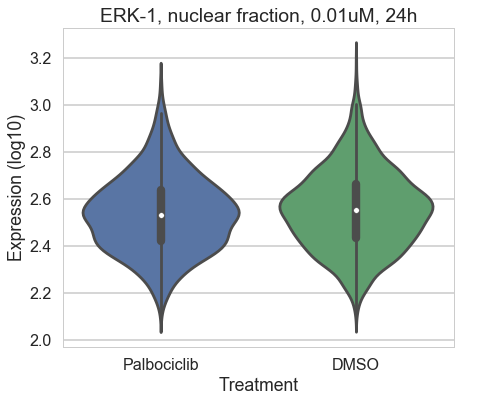 ERK-1, nuclear fraction, 0.01uM, 24h
Expression (log10)
3.2
3.0
2.8
2.6
2.4
2.2
2.0
Palbociclib DMSO
Treatment